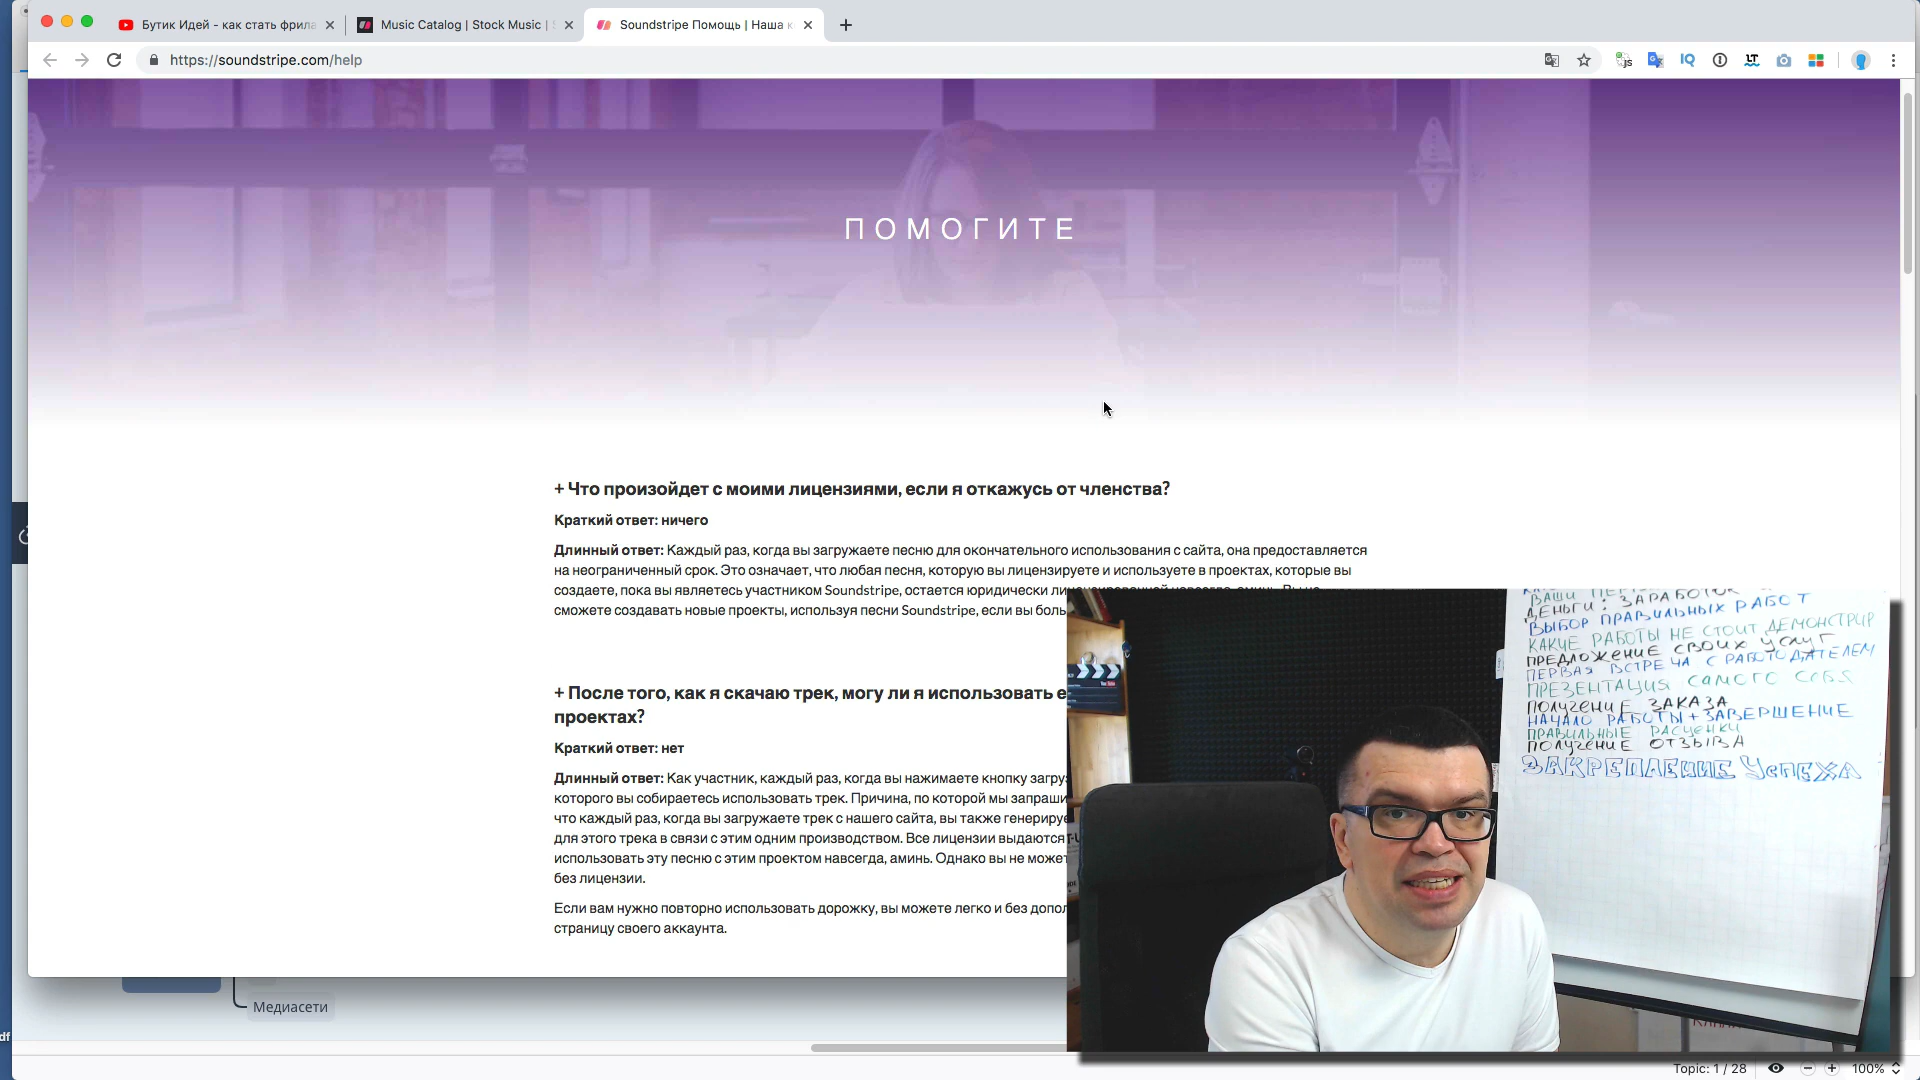 Бутик Идей - как стать фрила
Music Catalog | Stock Music |
Soundstripe Помощь | Наша к
https://soundstripe.com/help
ПОМОГИТЕ
+ Что произойдет с моими лицензиями, если я откажусь от членства?
Краткий ответ: ничего
Длинный ответ: Каждый раз, когда вы загружаете песню для окончательного использования с сайта, она предоставляется
на неограниченный срок. Это означает, что любая песня, которую вы лицензируете и используете в проектах, которые вы
создаете, пока вы являетесь участником Soundstripe, остается юридически
сможете создавать новые проекты, используя песни Soundstripe, если вы боль
+ После того, как я скачаю трек, могу ли я использовать е
проектах?
Краткий ответ: нет
Длинный ответ: Как участник, каждый раз, когда вы нажимаете кнопку загру
которого вы собираетесь использовать трек. Причина, по которой мы запраши
что каждый раз, когда вы загружаете трек с нашего сайта, вы также генерируе
для этого трека в связи с этим одним производством. Все лицензии выдаются
использовать эту песню с этим проектом навсегда, аминь. Однако вы не может
без лицензии.
Если вам нужно повторно использовать дорожку, вы можете легко и без допол
страницу своего аккаунта.
ДЕНЬГИ: ЗАРАБОТОК
ВЫБОР ПРАВИЛЬНЫХ РАБОТ
КАКИЕ РАБОТЫ НЕ СТОИТ ДЕМОНСТРИР
ПРЕДЛОЖЕНИЕ СВОИХ УСЛУГ
ПЕРВАЯ ВСТРЕЧА С РАБОТОДАТЕЛЕМ
ПРЕЗЕНТАЦИЯ САМОГО СЕБЯ
ПОЛУЧЕНИЕ ЗАКАЗА
НАЧАЛО РАБОТЫ + ЗАВЕРШЕНИЕ
ПРАВИЛЬНЫЕ РАСЦЕНКИ
ПОЛУЧЕНИЕ ОТЗЫВА
ЗАКРЕПЛЕНИЕ УСПЕХА
Медиасети
Topic: 1 / 28
100%